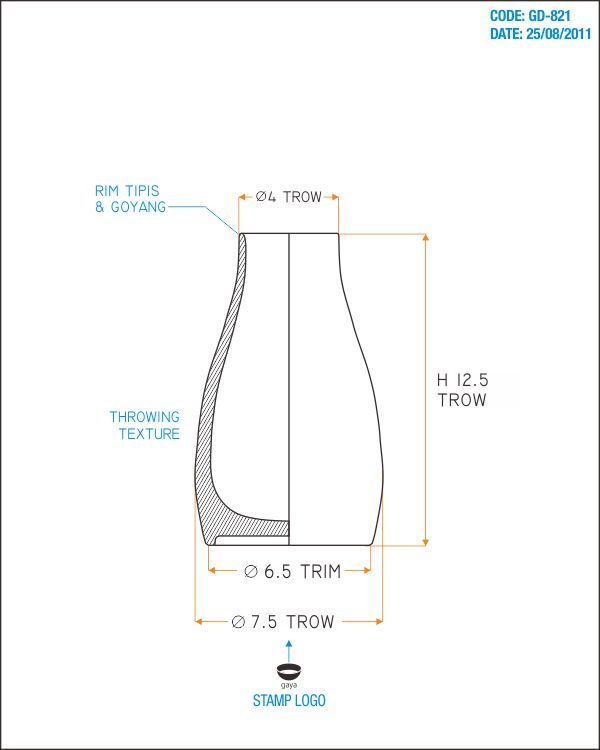 CODE: GD-821
DATE: 25/08/2011
RIM TIPIS
& GOYANG
Ø4 TROW
H 12.5
TROW
THROWING
TEXTURE
Ø 6.5 TRIM
Ø 7.5 TROW
gaya
STAMP LOGO